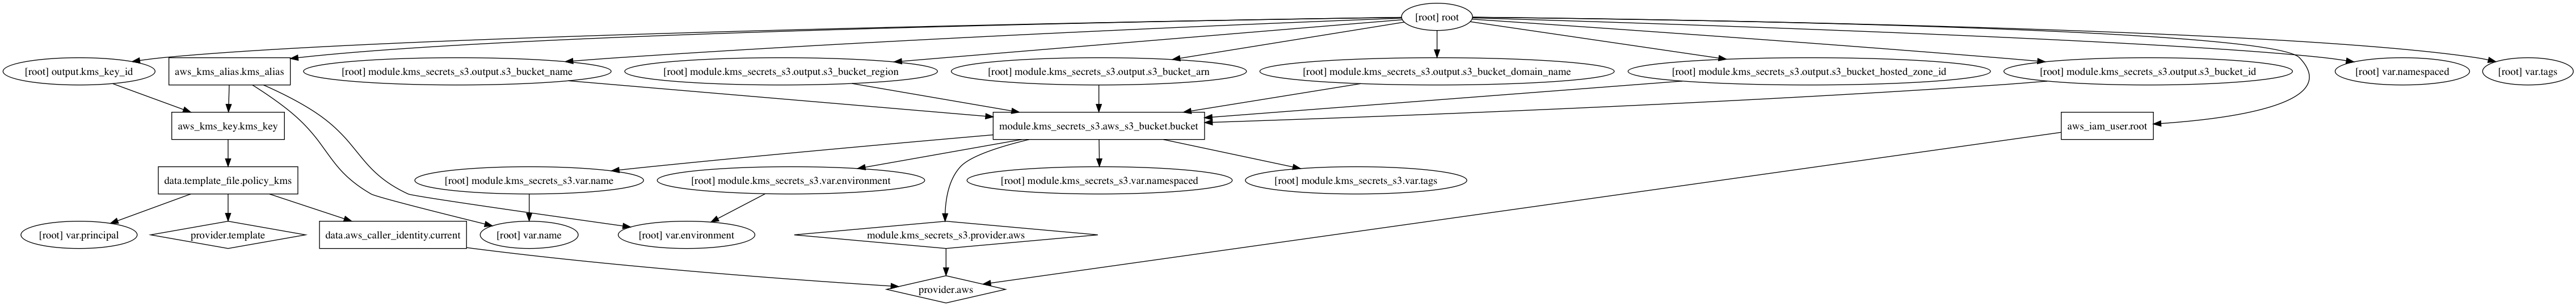 [root] root
[root] output.kms_key_id
aws_kms_alias.kms_alias
[root] module.kms_secrets_s3.output.s3_bucket_name
[root] module.kms_secrets_s3.output.s3_bucket_region
[root] module.kms_secrets_s3.output.s3_bucket_arn
[root] module.kms_secrets_s3.output.s3_bucket_domain_name
[root] module.kms_secrets_s3.output.s3_bucket_hosted_zone_id
[root] module.kms_secrets_s3.output.s3_bucket_id
[root] var.namespaced
[root] var.tags
aws_kms_key.kms_key
module.kms_secrets_s3.aws_s3_bucket.bucket
aws_iam_user.root
data.template_file.policy_kms
[root] module.kms_secrets_s3.var.name
[root] module.kms_secrets_s3.var.environment
[root] module.kms_secrets_s3.var.namespaced
[root] module.kms_secrets_s3.var.tags
[root] var.principal
provider.template
data.aws_caller_identity.current
[root] var.name
[root] var.environment
module.kms_secrets_s3.provider.aws
provider.aws